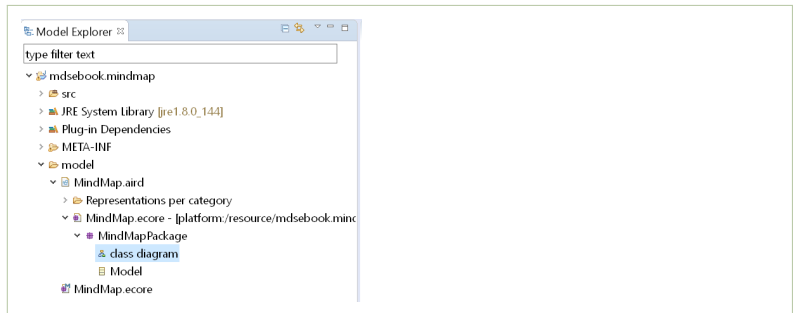 Model Explorer
type filter text
mdsebook.mindmap
src
JRE System Library [jre1.8.0_144]
Plug-in Dependencies
META-INF
model
MindMap.aird
Representations per category
MindMap.ecore - [platform:/resource/mdsebook.minc
MindMapPackage
class diagram
Model
MindMap.ecore